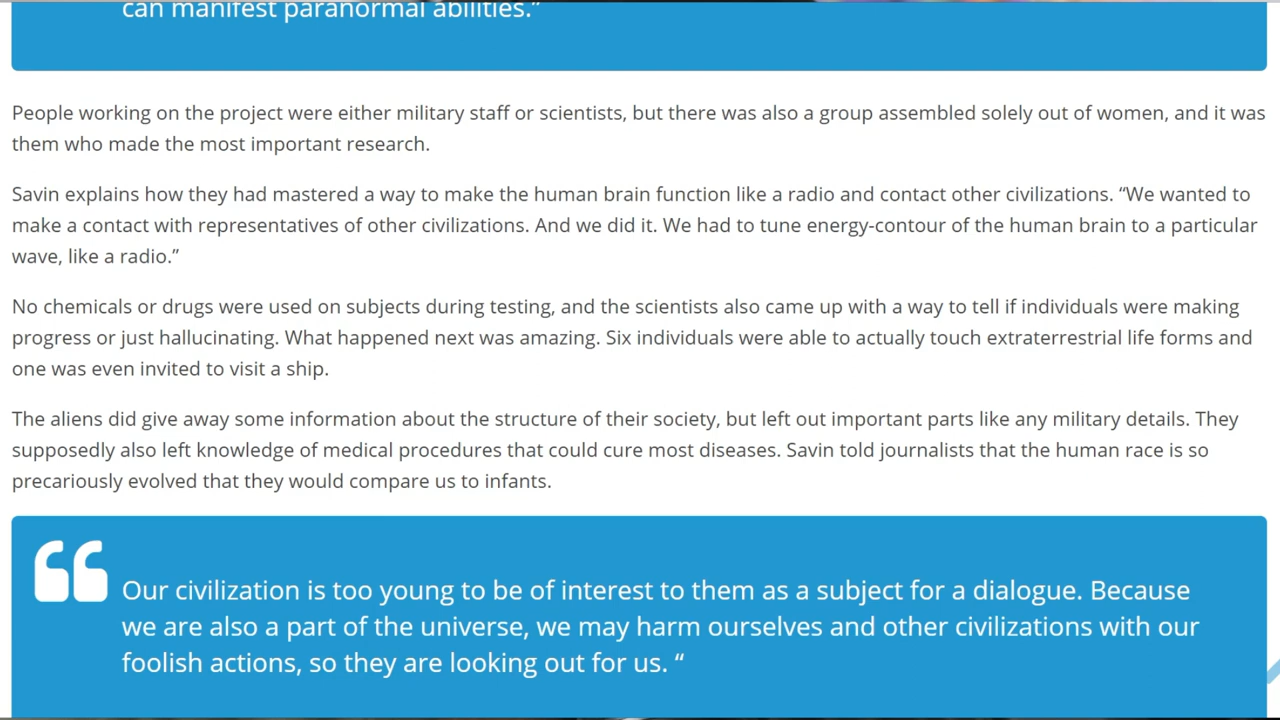 can manifest paranormal abilities.”
People working on the project were either military staff or scientists, but there was also a group assembled solely out of women, and it was
them who made the most important research.
Savin explains how they had mastered a way to make the human brain function like a radio and contact other civilizations. “We wanted to
make a contact with representatives of other civilizations. And we did it. We had to tune energy-contour of the human brain to a particular
wave, like a radio.”
No chemicals or drugs were used on subjects during testing, and the scientists also came up with a way to tell if individuals were making
progress or just hallucinating. What happened next was amazing. Six individuals were able to actually touch extraterrestrial life forms and
one was even invited to visit a ship.
The aliens did give away some information about the structure of their society, but left out important parts like any military details. They
supposedly also left knowledge of medical procedures that could cure most diseases. Savin told journalists that the human race is so
precariously evolved that they would compare us to infants.
“
Our civilization is too young to be of interest to them as a subject for a dialogue. Because
we are also a part of the universe, we may harm ourselves and other civilizations with our
foolish actions, so they are looking out for us. “